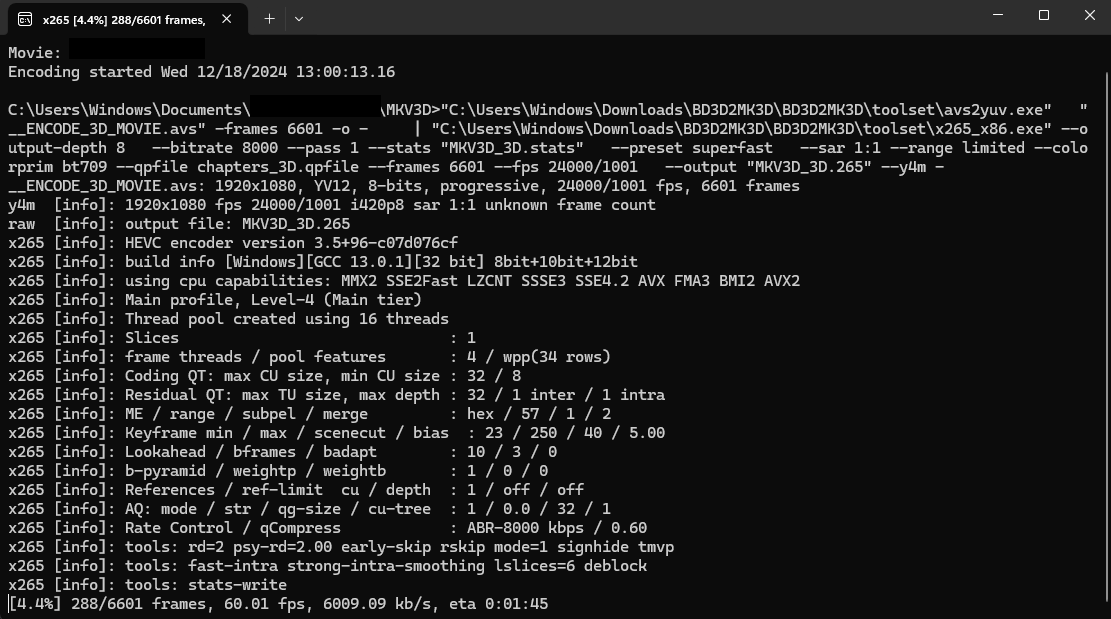 x265 [4.4%] 288/6601 frames,
Movie:
Encoding started Wed 12/18/2024 13:00:13.16
C:\Users\Windows\Documents\ \MKV3D>"C:\Users\Windows\Downloads\BD3D2MK3D\BD3D2MK3D\toolset\avs2yuv.exe" "
__ENCODE_3D_MOVIE.avs" -frames 6601 -o - | "C:\Users\Windows\Downloads\BD3D2MK3D\BD3D2MK3D\toolset\x265_x86.exe" --o
utput-depth 8 --bitrate 8000 --pass 1 --stats "MKV3D_3D.stats" --preset superfast --sar 1:1 --range limited --colo
rprim bt709 --qpfile chapters_3D.qpfile --frames 6601 --fps 24000/1001 --output "MKV3D_3D.265" --y4m -
__ENCODE_3D_MOVIE.avs: 1920x1080, YV12, 8-bits, progressive, 24000/1001 fps, 6601 frames
y4m [info]: 1920x1080 fps 24000/1001 i420p8 sar 1:1 unknown frame count
raw [info]: output file: MKV3D_3D.265
x265 [info]: HEVC encoder version 3.5+96-c07d076cf
x265 [info]: build info [Windows][GCC 13.0.1][32 bit] 8bit+10bit+12bit
x265 [info]: using cpu capabilities: MMX2 SSE2Fast LZCNT SSSE3 SSE4.2 AVX FMA3 BMI2 AVX2
x265 [info]: Main profile, Level-4 (Main tier)
x265 [info]: Thread pool created using 16 threads
x265 [info]: Slices : 1
x265 [info]: frame threads / pool features : 4 / wpp(34 rows)
x265 [info]: Coding QT: max CU size, min CU size : 32 / 8
x265 [info]: Residual QT: max TU size, max depth : 32 / 1 inter / 1 intra
x265 [info]: ME / range / subpel / merge : hex / 57 / 1 / 2
x265 [info]: Keyframe min / max / scenecut / bias : 23 / 250 / 40 / 5.00
x265 [info]: Lookahead / bframes / badapt : 10 / 3 / 0
x265 [info]: b-pyramid / weightp / weightb : 1 / 0 / 0
x265 [info]: References / ref-limit cu / depth : 1 / off / off
x265 [info]: AQ: mode / str / qg-size / cu-tree : 1 / 0.0 / 32 / 1
x265 [info]: Rate Control / qCompress : ABR-8000 kbps / 0.60
x265 [info]: tools: rd=2 psy-rd=2.00 early-skip rskip mode=1 signhide tmvp
x265 [info]: tools: fast-intra strong-intra-smoothing lslices=6 deblock
x265 [info]: tools: stats-write
[4.4%] 288/6601 frames, 60.01 fps, 6009.09 kb/s, eta 0:01:45